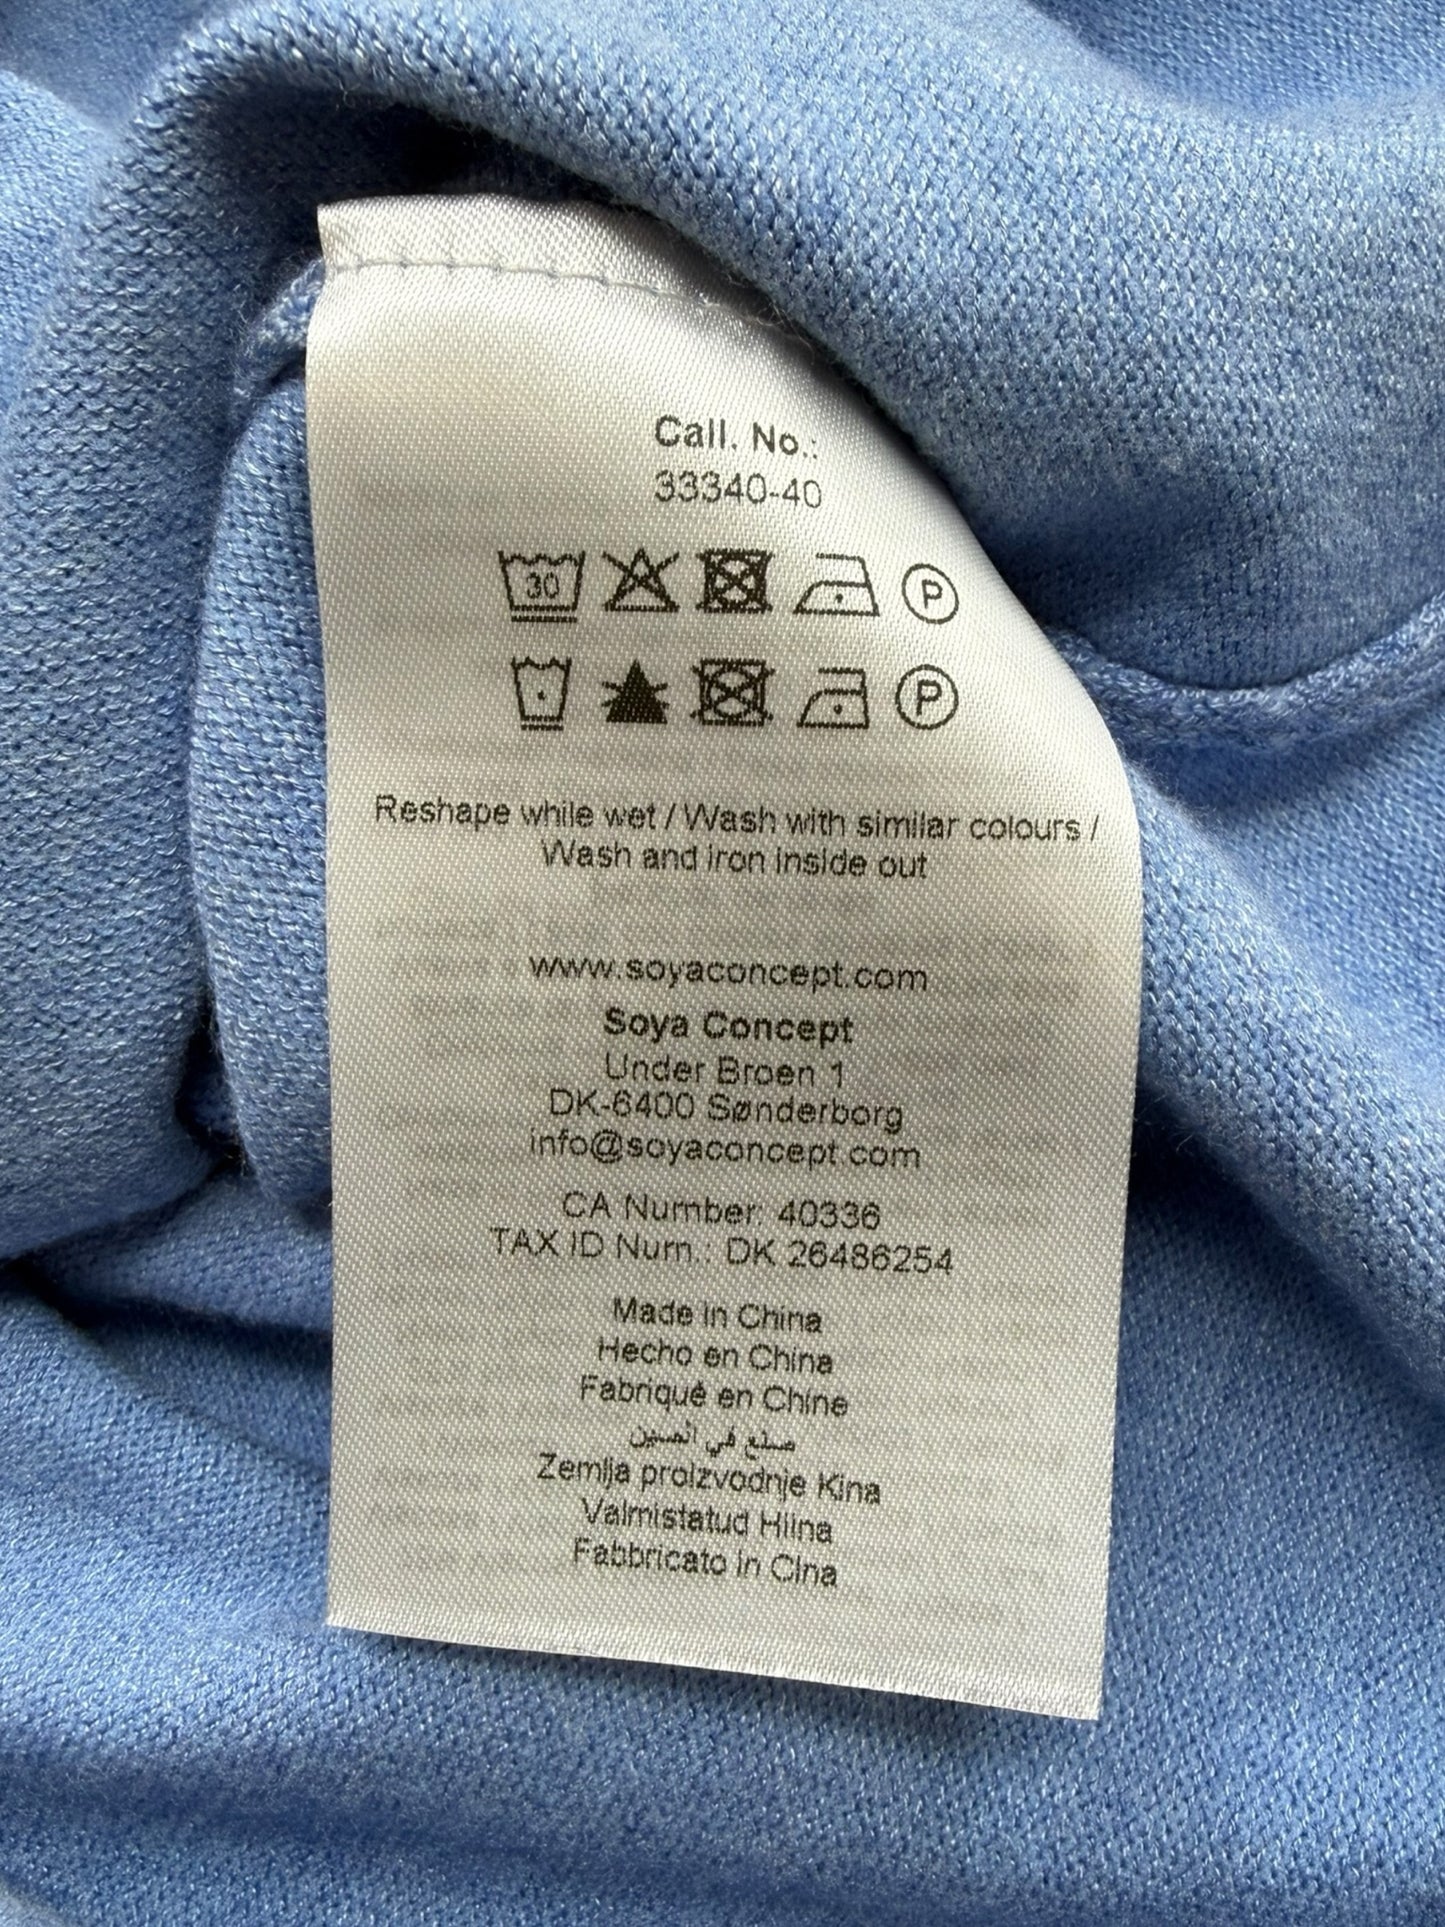 Call. No.:
33340-40
30 P
P
Reshape while wet / Wash with similar colours /
Wash and iron inside out
www.soyaconcept.com
Soya Concept
Under Broen 1
DK-6400 Sønderborg
info@soyaconcept.com
CA Number: 40336
TAX ID Num.: DK 26486254
Made in China
Hecho en China
Fabriqué en Chine
صنع في الصين
Zemlja proizvodnje Kina
Valmistatud Hiina
Fabbricato in Cina